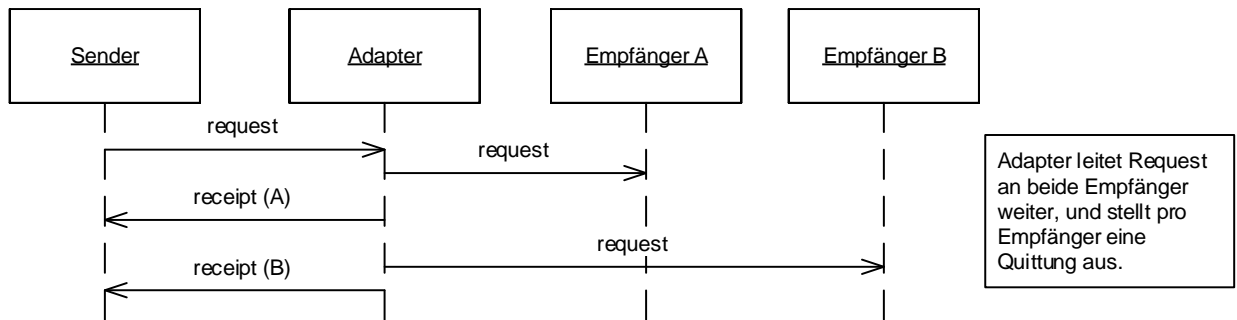 Sender
Adapter
Empfänger A
Empfänger B
request
request
receipt (A)
request
receipt (B)
Adapter leitet Request
an beide Empfänger
weiter, und stellt pro
Empfänger eine
Quittung aus.